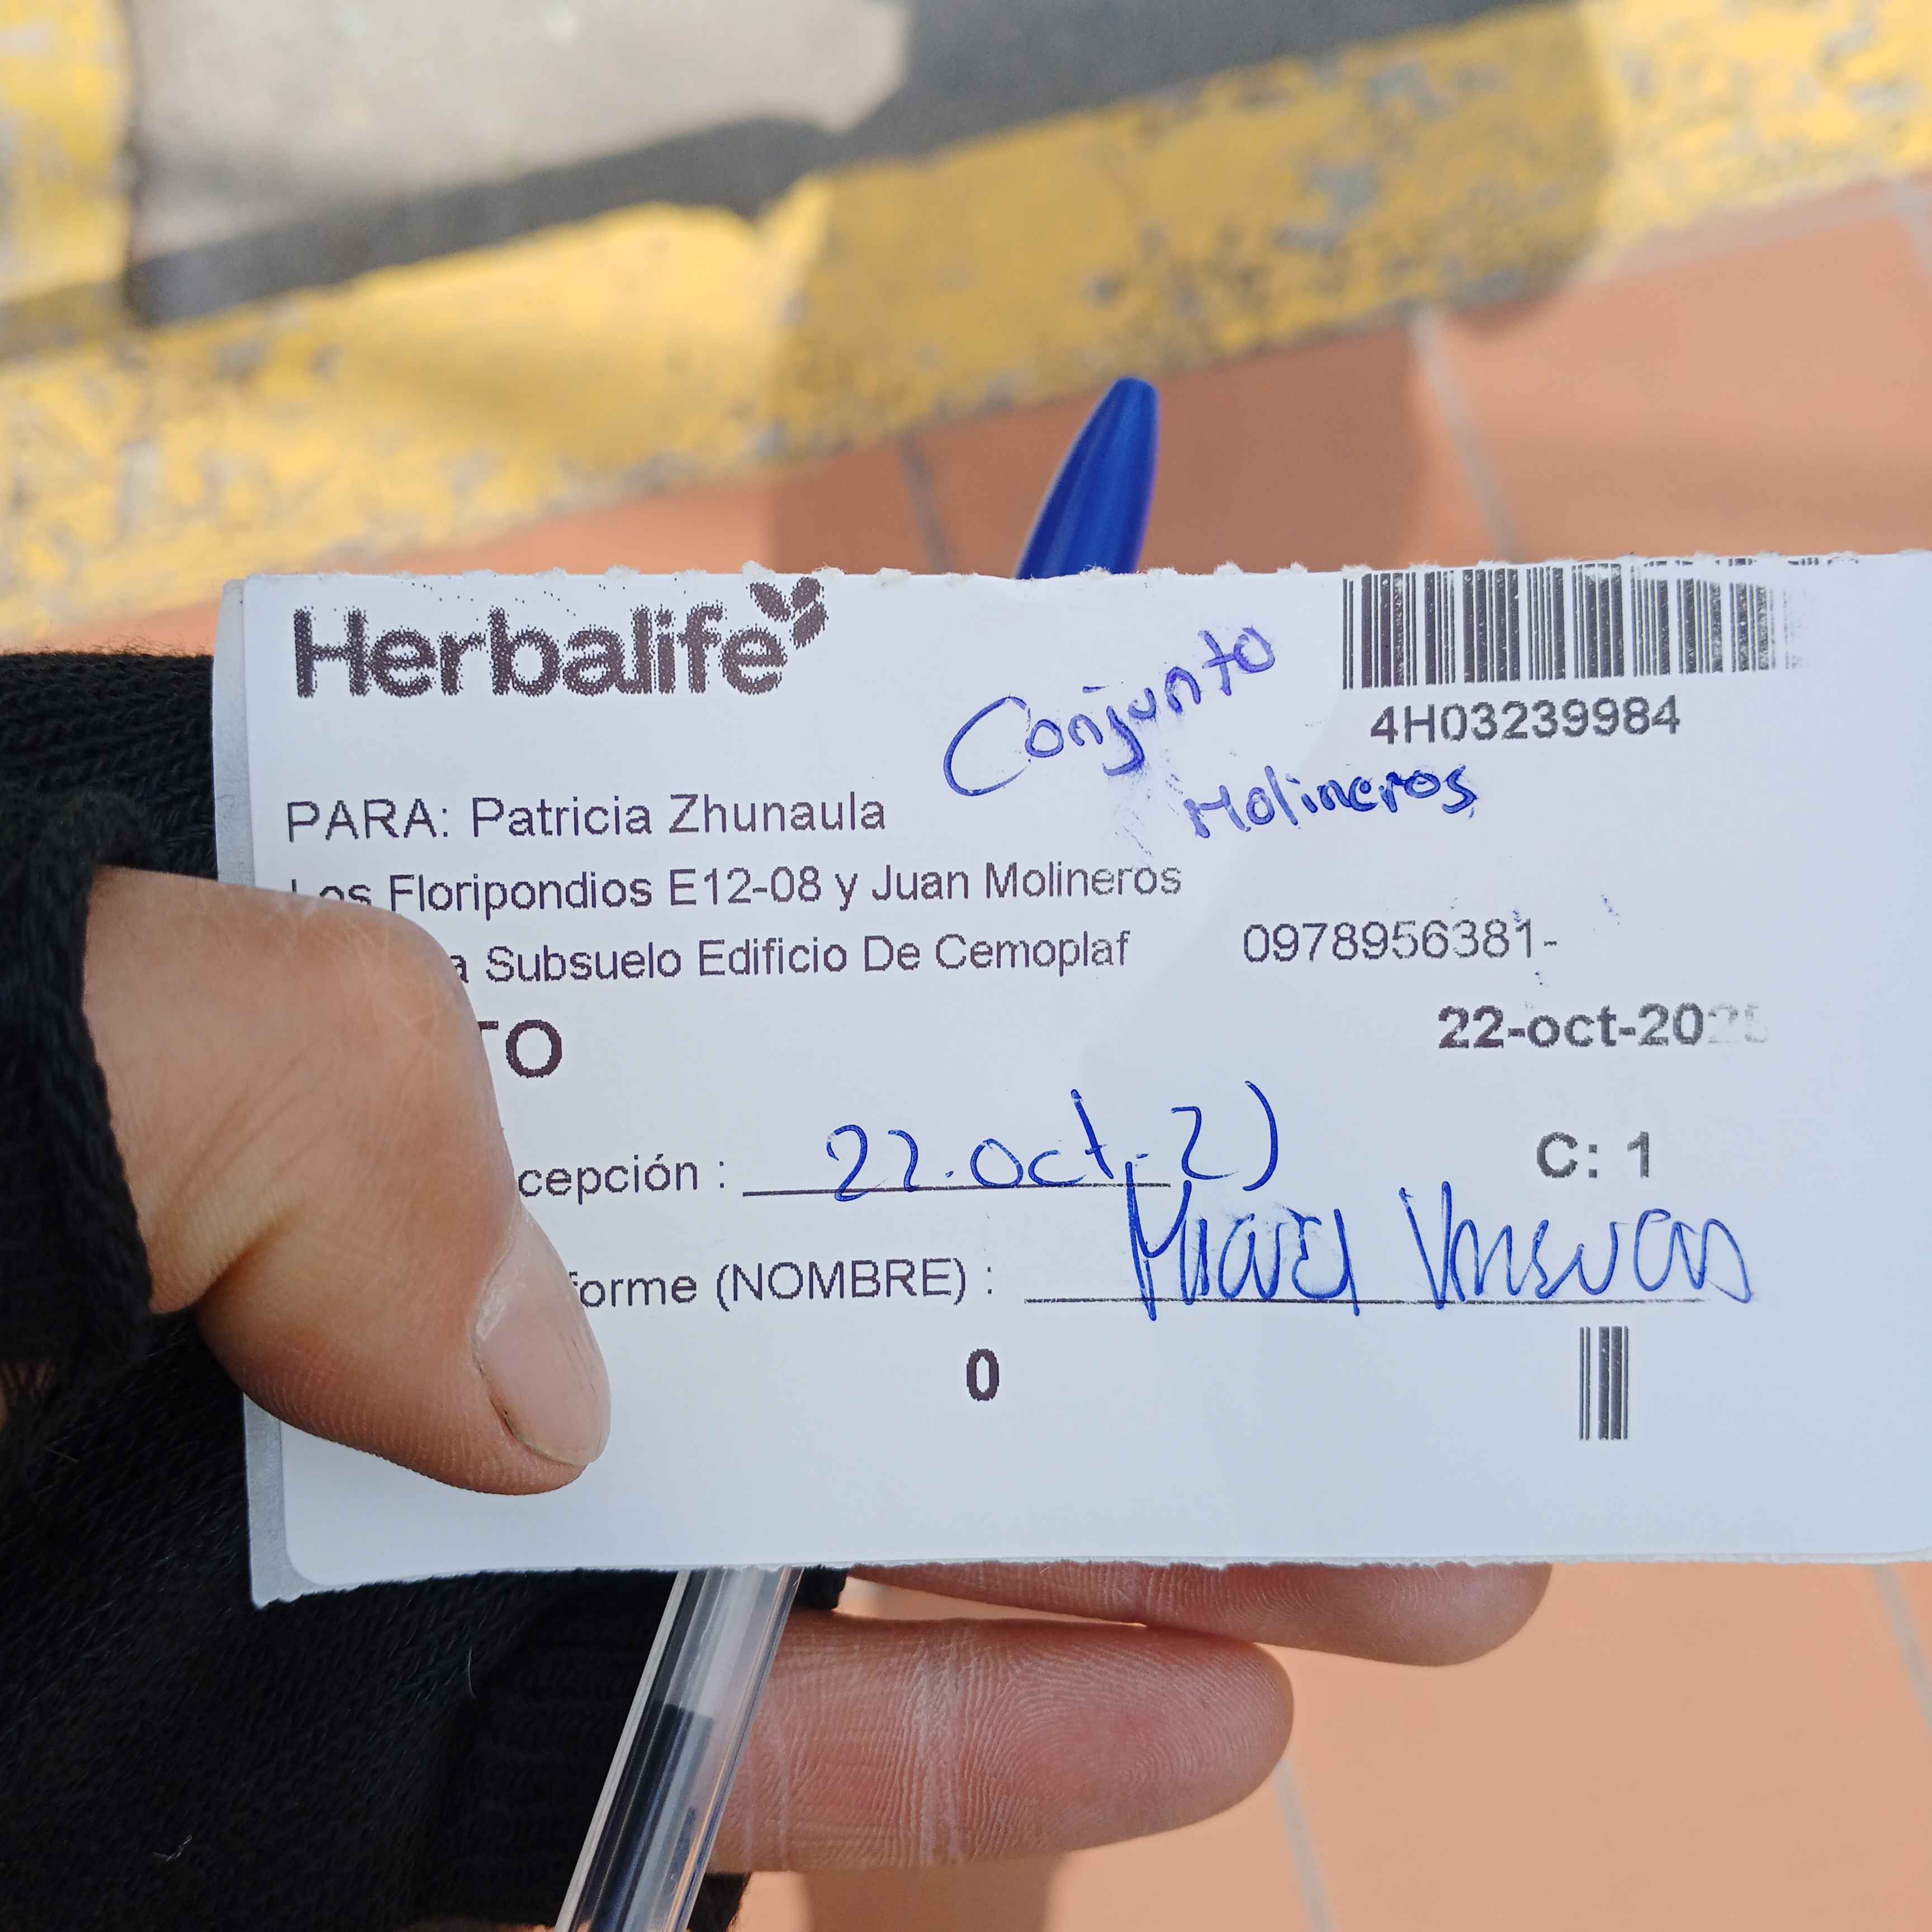 Herbalife
Conjunto
Molineros
4H03239984
PARA: Patricia Zhunaula
Los Floripondios E12-08 y Juan Molineros
a Subsuelo Edificio De Cemoplaf
0978956381-
TO
22-oct-2025
cepción : 22.oct.-2)
C: 1
forme (NOMBRE) :
0